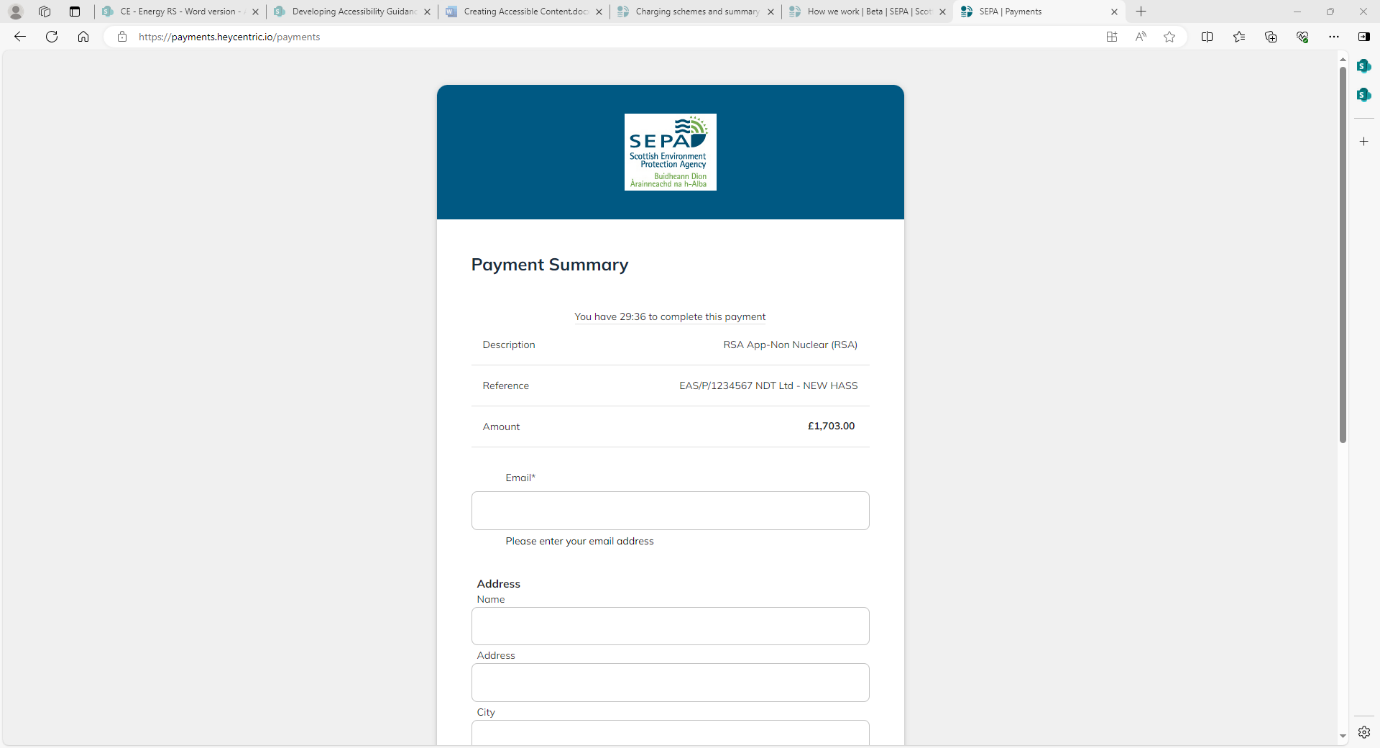 CE - Energy RS - Word version -
Developing Accessibility Guidanc
Creating Accessible Content.doc
Charging schemes and summary
How we work | Beta | SEPA | Scot
SEPA | Payments
https://payments.heycentric.io/payments
SEPA
Scottish Environment
Protection Agency
Buidheann Dìon
Àrainneachd na h-Alba
Payment Summary
You have 29:36 to complete this payment
Description RSA App-Non Nuclear (RSA)
Reference EAS/P/1234567 NDT Ltd - NEW HASS
Amount £1,703.00
Email*
Please enter your email address
Address
Name
Address
City